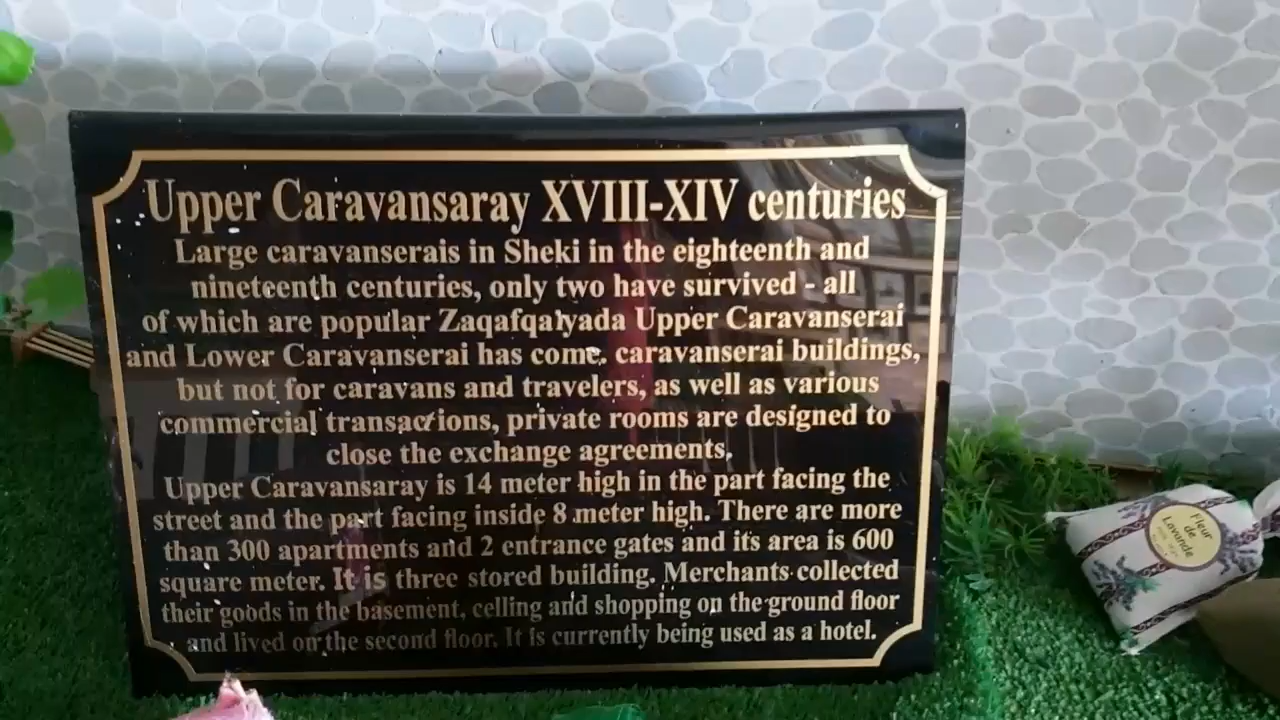 Upper Caravansaray XVIII-XIV centuries
Large caravanserais in Sheki in the eighteenth and
nineteenth centuries, only two have survived - all
of which are popular Zaqafqalyada Upper Caravanserai
and Lower Caravanserai has come. caravanserai buildings,
but not for caravans and travelers, as well as various
commercial transactions, private rooms are designed to
close the exchange agreements.
Upper Caravansaray is 14 meter high in the part facing the
street and the part facing inside 8 meter high. There are more
than 300 apartments and 2 entrance gates and its area is 600
square meter. It is three stored building. Merchants collected
their goods in the basement, celling and shopping on the ground floor
and lived on the second floor. It is currently being used as a hotel.
Fleur
de
Lavande